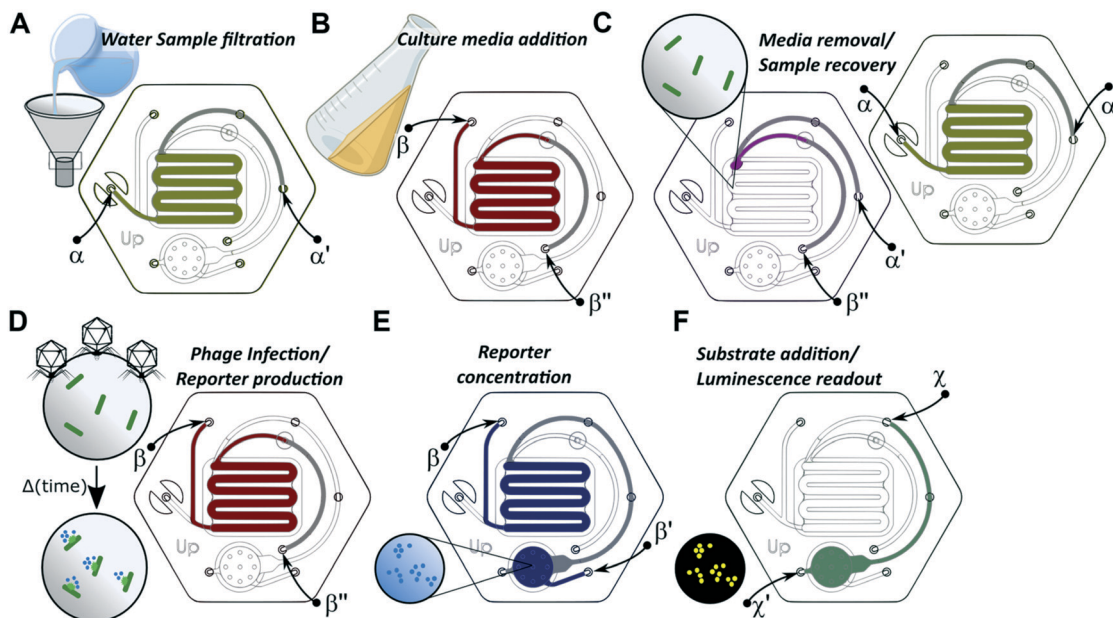 A
Water Sample filtration
α
Up
α'
B
Culture media addition
β
Up
β"
C
Media removal/
Sample recovery
Up
α'
β"
α
Up
α
D
Phage Infection/
Reporter production
Δ(time)
β
Up
β"
E
Reporter
concentration
β
Up
β'
F
Substrate addition/
Luminescence readout
χ
Up
χ'